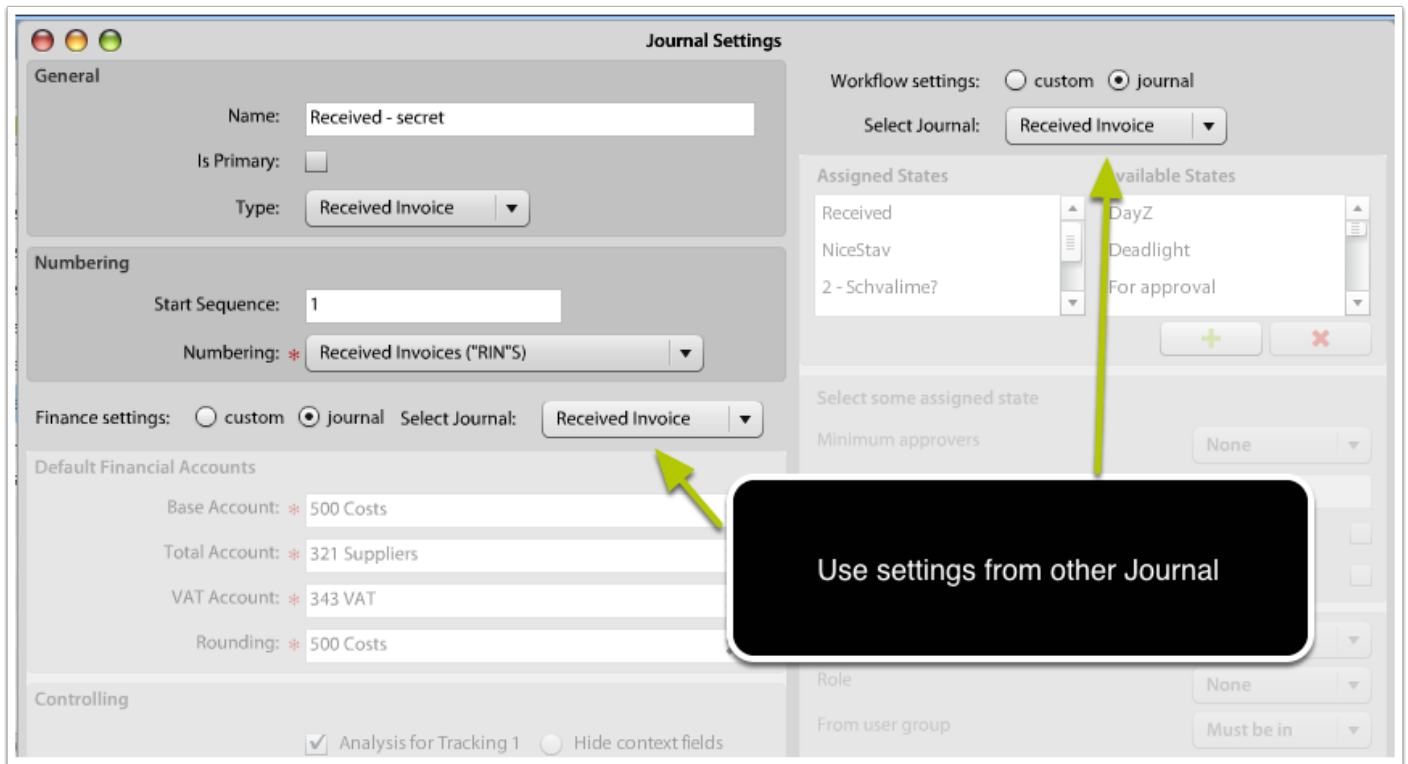 Journal Settings
General
Name: Received - secret
Is Primary:
Type: Received Invoice
Numbering
Start Sequence: 1
Numbering: * Received Invoices ("RIN"S)
Finance settings: custom journal Select Journal: Received Invoice
Default Financial Accounts
Base Account: * 500 Costs
Total Account: * 321 Suppliers
VAT Account: * 343 VAT
Rounding: * 500 Costs
Controlling
Analysis for Tracking 1 Hide context fields
Workflow settings: custom journal
Select Journal: Received Invoice
Assigned States
Received
NiceStav
2 - Schvalime?
States
DayZ
Deadlight
For approval
Select some assigned state
Minimum approvers None
Use settings from other Journal
Role None
From user group Must be in